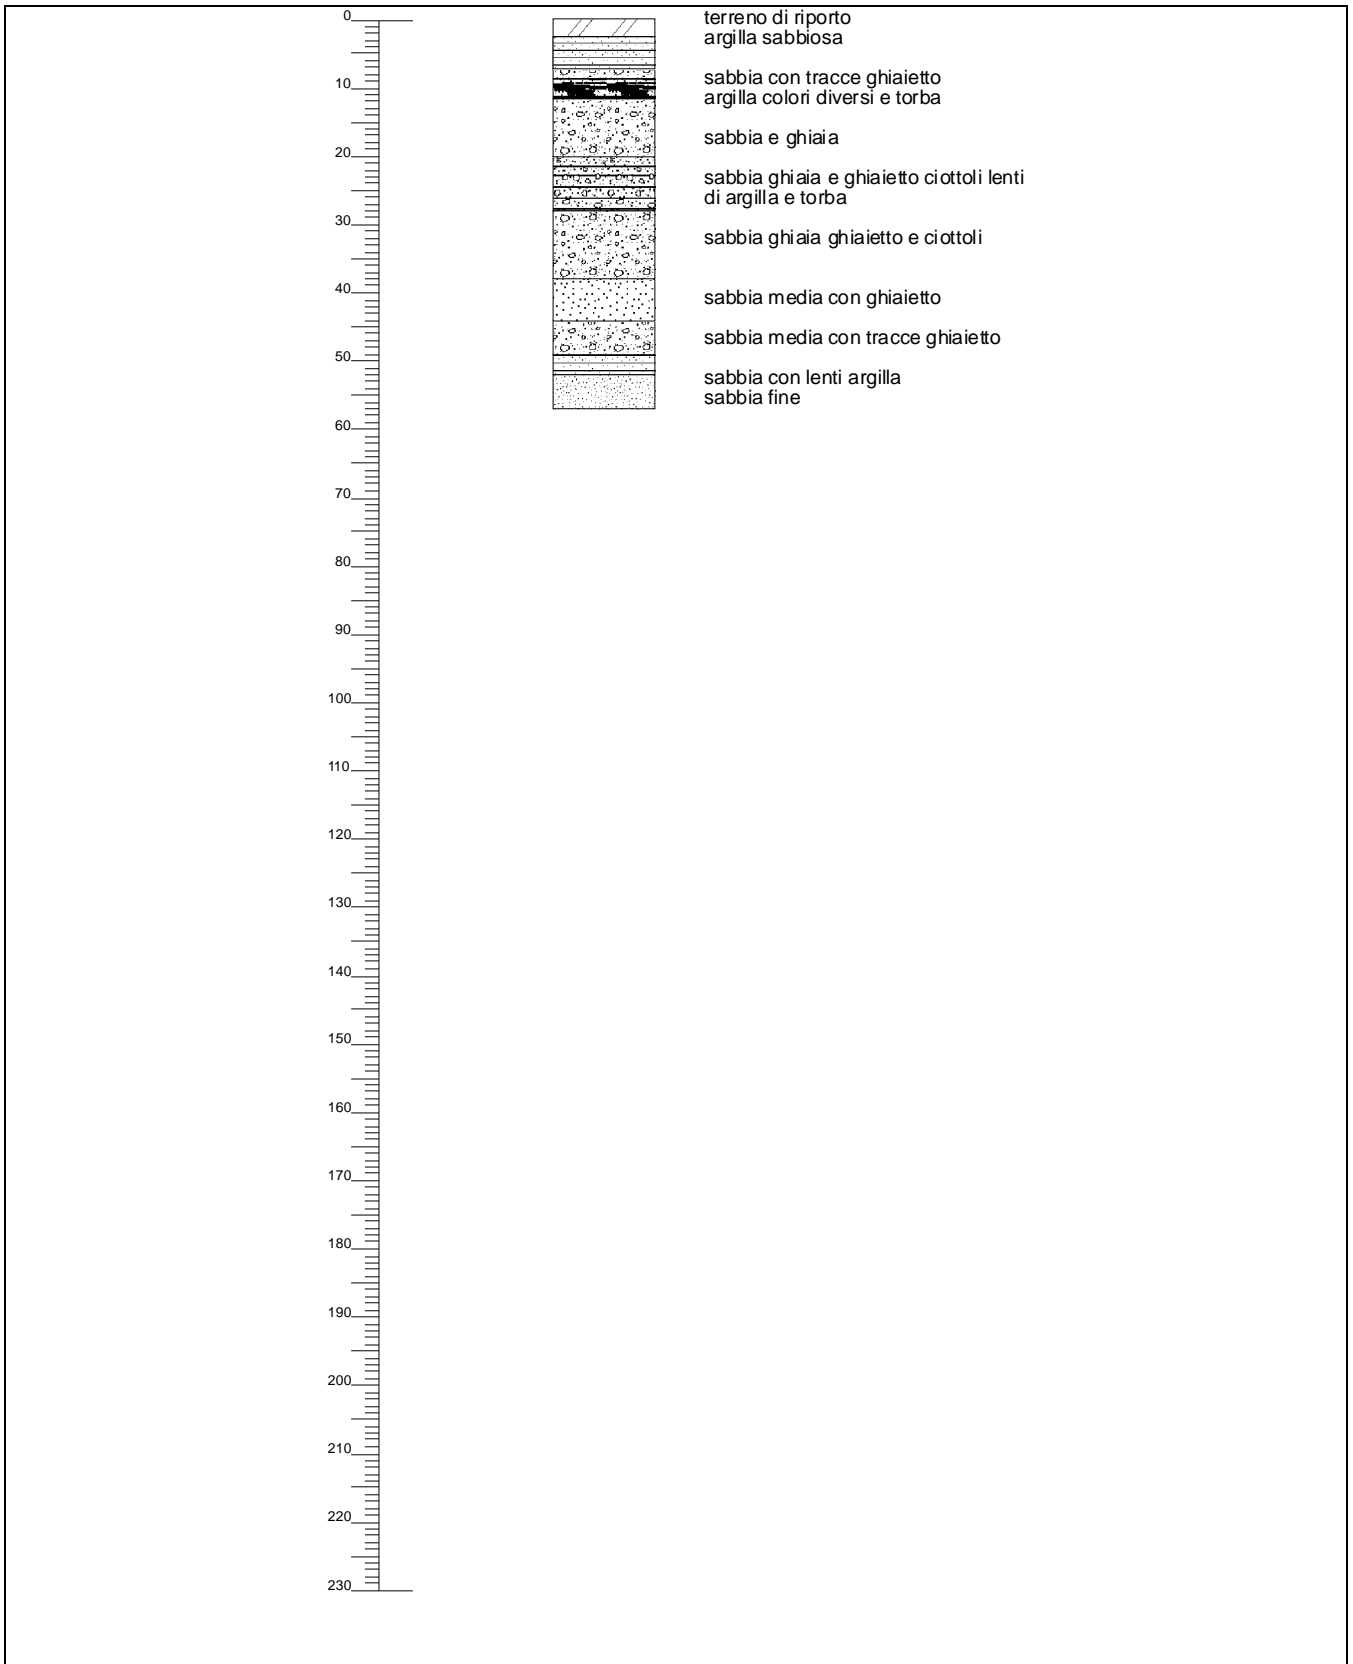 0
terreno di riporto
argilla sabbiosa
sabbia con tracce ghiaietto
10
argilla colori diversi e torba
sabbia e ghiaia
20
sabbia ghiaia e ghiaietto ciottoli lenti
di argilla e torba
30
sabbia ghiaia ghiaietto e ciottoli
40
sabbia media con ghiaietto
sabbia media con tracce ghiaietto
50
sabbia con lenti argilla
sabbia fine
60
70
80
90
100
110
120
130
140
150
160
170
180
190
200
210
220
230